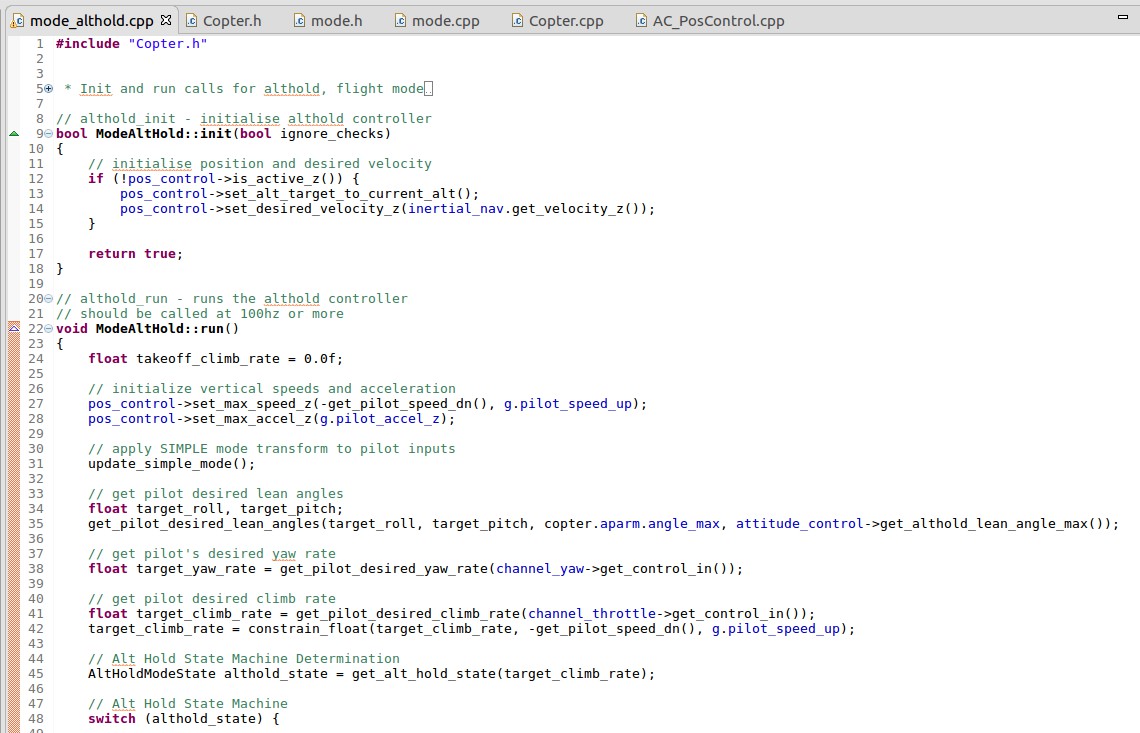 mode_althold.cpp Copter.h mode.h mode.cpp Copter.cpp AC_PosControl.cpp
1 #include "Copter.h"
2
3
5 * Init and run calls for althold, flight mode
7
8 // althold_init - initialise althold controller
9 bool ModeAltHold::init(bool ignore_checks)
10 {
11     // initialise position and desired velocity
12     if (!pos_control->is_active_z()) {
13         pos_control->set_alt_target_to_current_alt();
14         pos_control->set_desired_velocity_z(inertial_nav.get_velocity_z());
15     }
16
17     return true;
18 }
19
20 // althold_run - runs the althold controller
21 // should be called at 100hz or more
22 void ModeAltHold::run()
23 {
24     float takeoff_climb_rate = 0.0f;
25
26     // initialize vertical speeds and acceleration
27     pos_control->set_max_speed_z(-get_pilot_speed_dn(), g.pilot_speed_up);
28     pos_control->set_max_accel_z(g.pilot_accel_z);
29
30     // apply SIMPLE mode transform to pilot inputs
31     update_simple_mode();
32
33     // get pilot desired lean angles
34     float target_roll, target_pitch;
35     get_pilot_desired_lean_angles(target_roll, target_pitch, copter.aparm.angle_max, attitude_control->get_althold_lean_angle_max());
36
37     // get pilot's desired yaw rate
38     float target_yaw_rate = get_pilot_desired_yaw_rate(channel_yaw->get_control_in());
39
40     // get pilot desired climb rate
41     float target_climb_rate = get_pilot_desired_climb_rate(channel_throttle->get_control_in());
42     target_climb_rate = constrain_float(target_climb_rate, -get_pilot_speed_dn(), g.pilot_speed_up);
43
44     // Alt Hold State Machine Determination
45     AltHoldModeState althold_state = get_alt_hold_state(target_climb_rate);
46
47     // Alt Hold State Machine
48     switch (althold_state) {